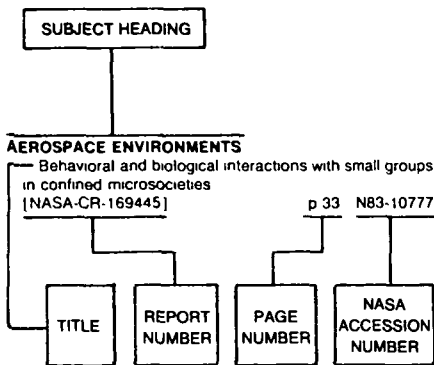 SUBJECT HEADING
AEROSPACE ENVIRONMENTS
Behavioral and biological interactions with small groups
in confined microsocieties
[NASA-CR-169445] p 33 N83-10777
TITLE
REPORT
NUMBER
PAGE
NUMBER
NASA
ACCESSION
NUMBER